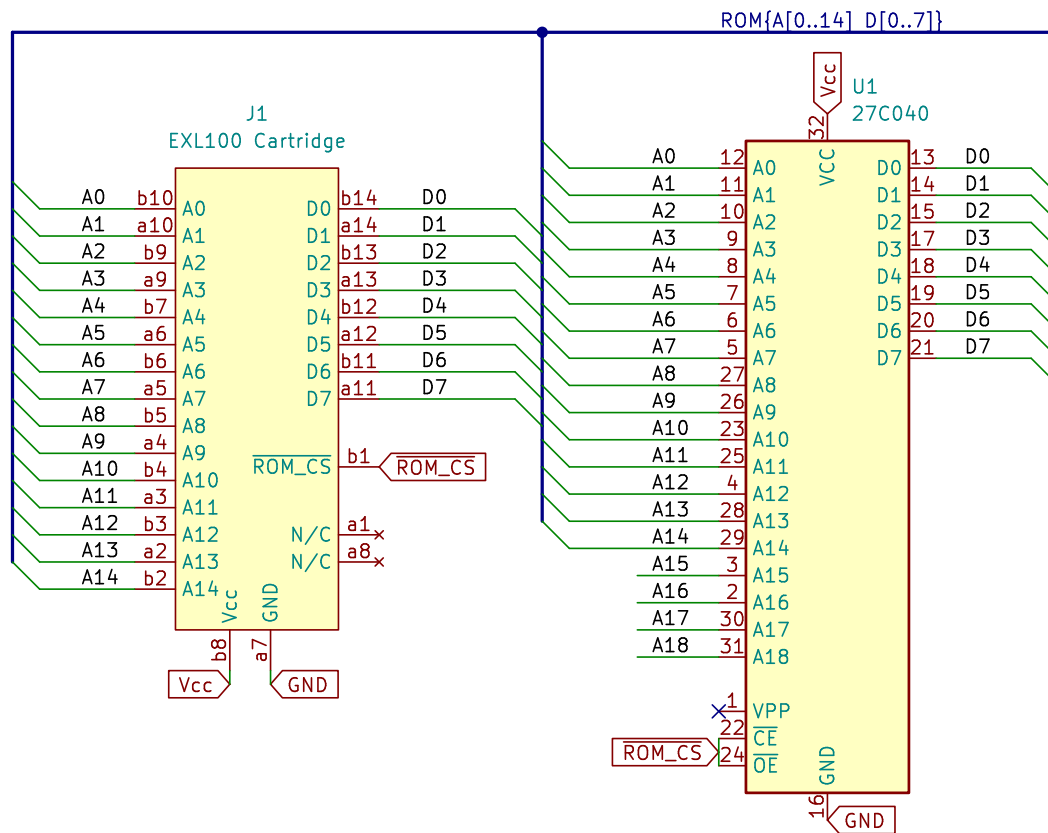 ROM{A[0..14] D[0..7]}
J1
EXL100 Cartridge
A0 b10 A0
A1 a10 A1
A2 b9 A2
A3 a9 A3
A4 b7 A4
A5 a6 A5
A6 b6 A6
A7 a5 A7
A8 b5 A8
A9 a4 A9
A10 b4 A10
A11 a3 A11
A12 b3 A12
A13 a2 A13
A14 b2 A14
D0 b14 D0
D1 a14 D1
D2 b13 D2
D3 a13 D3
D4 b12 D4
D5 a12 D5
D6 b11 D6
D7 a11 D7
ROM_CS b1 ROM_CS
N/C a1
N/C a8
Vcc
b8
Vcc
GND
a7
GND
U1
27C040
Vcc
32
VCC
A0 12 A0
A1 11 A1
A2 10 A2
A3 9 A3
A4 8 A4
A5 7 A5
A6 6 A6
A7 5 A7
A8 27 A8
A9 26 A9
A10 23 A10
A11 25 A11
A12 4 A12
A13 28 A13
A14 29 A14
A15 3 A15
A16 2 A16
A17 30 A17
A18 31 A18
1 VPP
22 CE
ROM_CS
24 OE
D0 13 D0
D1 14 D1
D2 15 D2
D3 17 D3
D4 18 D4
D5 19 D5
D6 20 D6
D7 21 D7
GND
16
GND